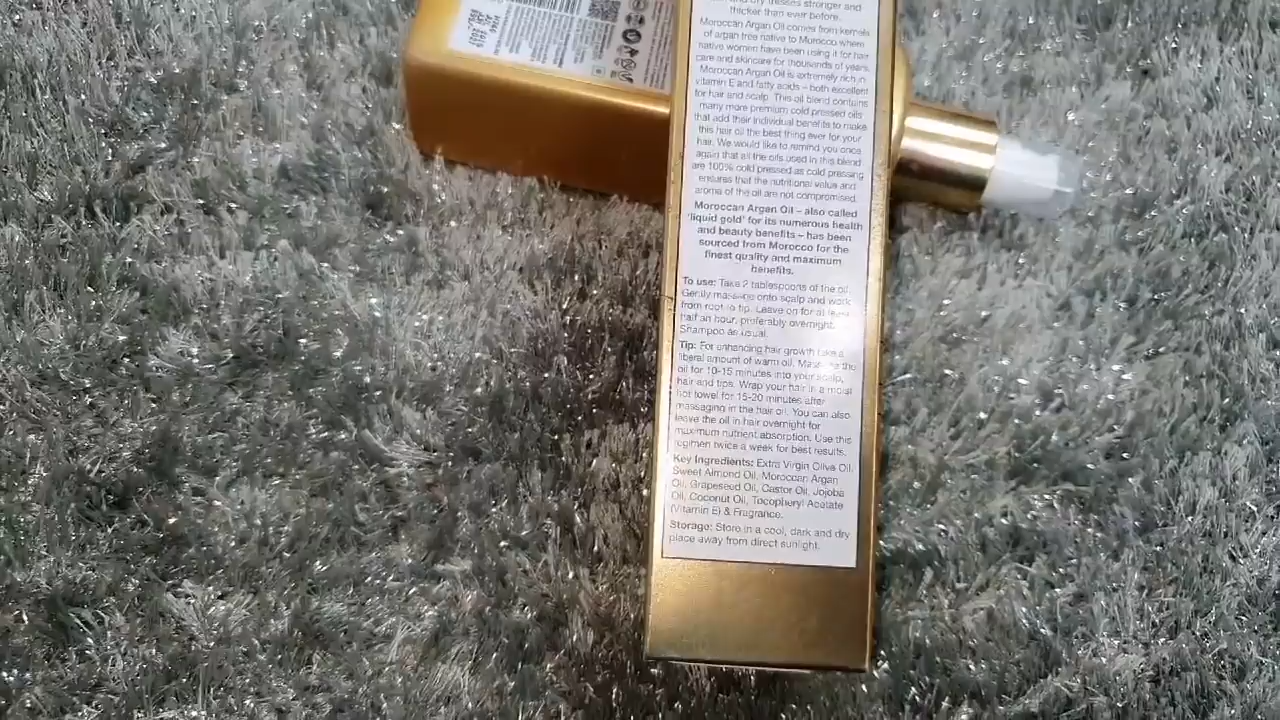 and dry tresses stronger and
thicker than ever before.
Moroccan Argan Oil comes from kernels
of argan tree native to Morocco where
native women have been using it for hair
care and skincare for thousands of years.
Moroccan Argan Oil is extremely rich in
vitamin E and fatty acids – both excellent
for hair and scalp. This oil blend contains
many more premium cold pressed oils
that add their individual benefits to make
this hair oil the best thing ever for your
hair. We would like to remind you once
again that all the oils used in this blend
are 100% cold pressed as cold pressing
ensures that the nutritional value and
aroma of the oil are not compromised.
Moroccan Argan Oil – also called
'liquid gold' for its numerous health
and beauty benefits – has been
sourced from Morocco for the
finest quality and maximum
benefits.
To use: Take 2 tablespoons of the oil.
Gently massage onto scalp and work
from root to tip. Leave on for at least
half an hour, preferably overnight.
Shampoo as usual.
Tip: For enhancing hair growth take a
liberal amount of warm oil. Massage the
oil for 10-15 minutes into your scalp,
hair and tips. Wrap your hair in a moist
hot towel for 15-20 minutes after
massaging in the hair oil. You can also
leave the oil in hair overnight for
maximum nutrient absorption. Use this
regimen twice a week for best results.
Key Ingredients: Extra Virgin Olive Oil,
Sweet Almond Oil, Moroccan Argan
Oil, Grapeseed Oil, Castor Oil, Jojoba
Oil, Coconut Oil, Tocopheryl Acetate
(Vitamin E) & Fragrance.
Storage: Store in a cool, dark and dry
place away from direct sunlight.